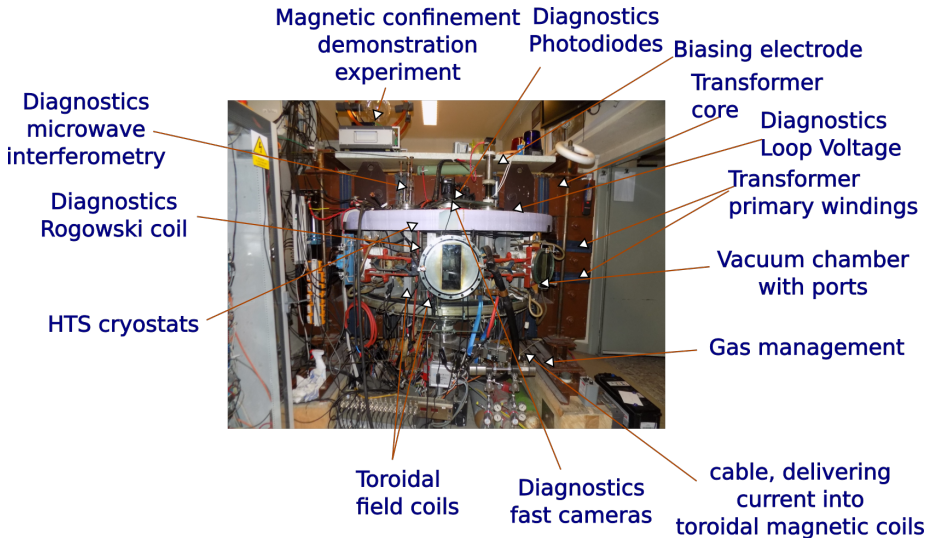 Magnetic confinement
demonstration
experiment
Diagnostics
Photodiodes
Biasing electrode
Transformer
core
Diagnostics
microwave
interferometry
Diagnostics
Loop Voltage
Diagnostics
Rogowski coil
Transformer
primary windings
Vacuum chamber
with ports
HTS cryostats
Gas management
Toroidal
field coils
Diagnostics
fast cameras
cable, delivering
current into
toroidal magnetic coils